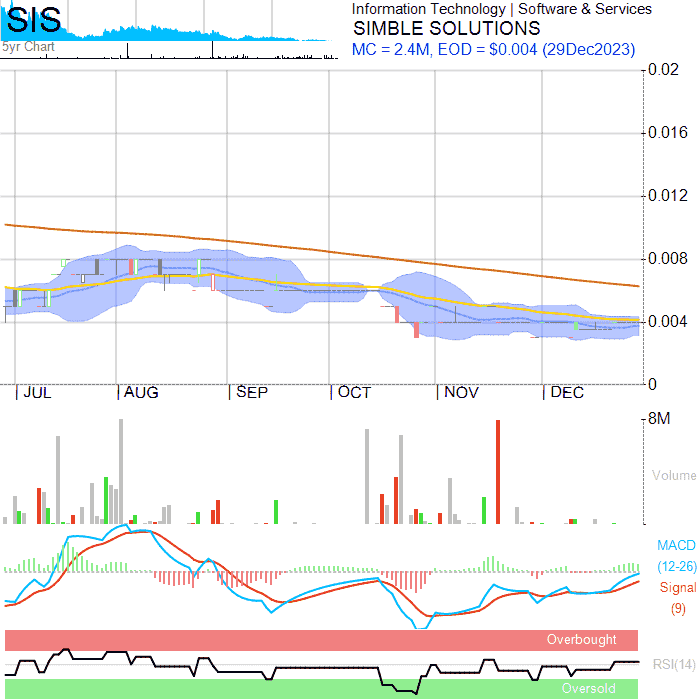 SIS
5yr Chart
Information Technology | Software & Services
SIMBLE SOLUTIONS
MC = 2.4M, EOD = $0.004 (29Dec2023)
0.02
0.016
0.012
0.008
0.004
0
JUL AUG SEP OCT NOV DEC
8M
Volume
MACD
(12-26)
Signal
(9)
Overbought
RSI(14)
Oversold